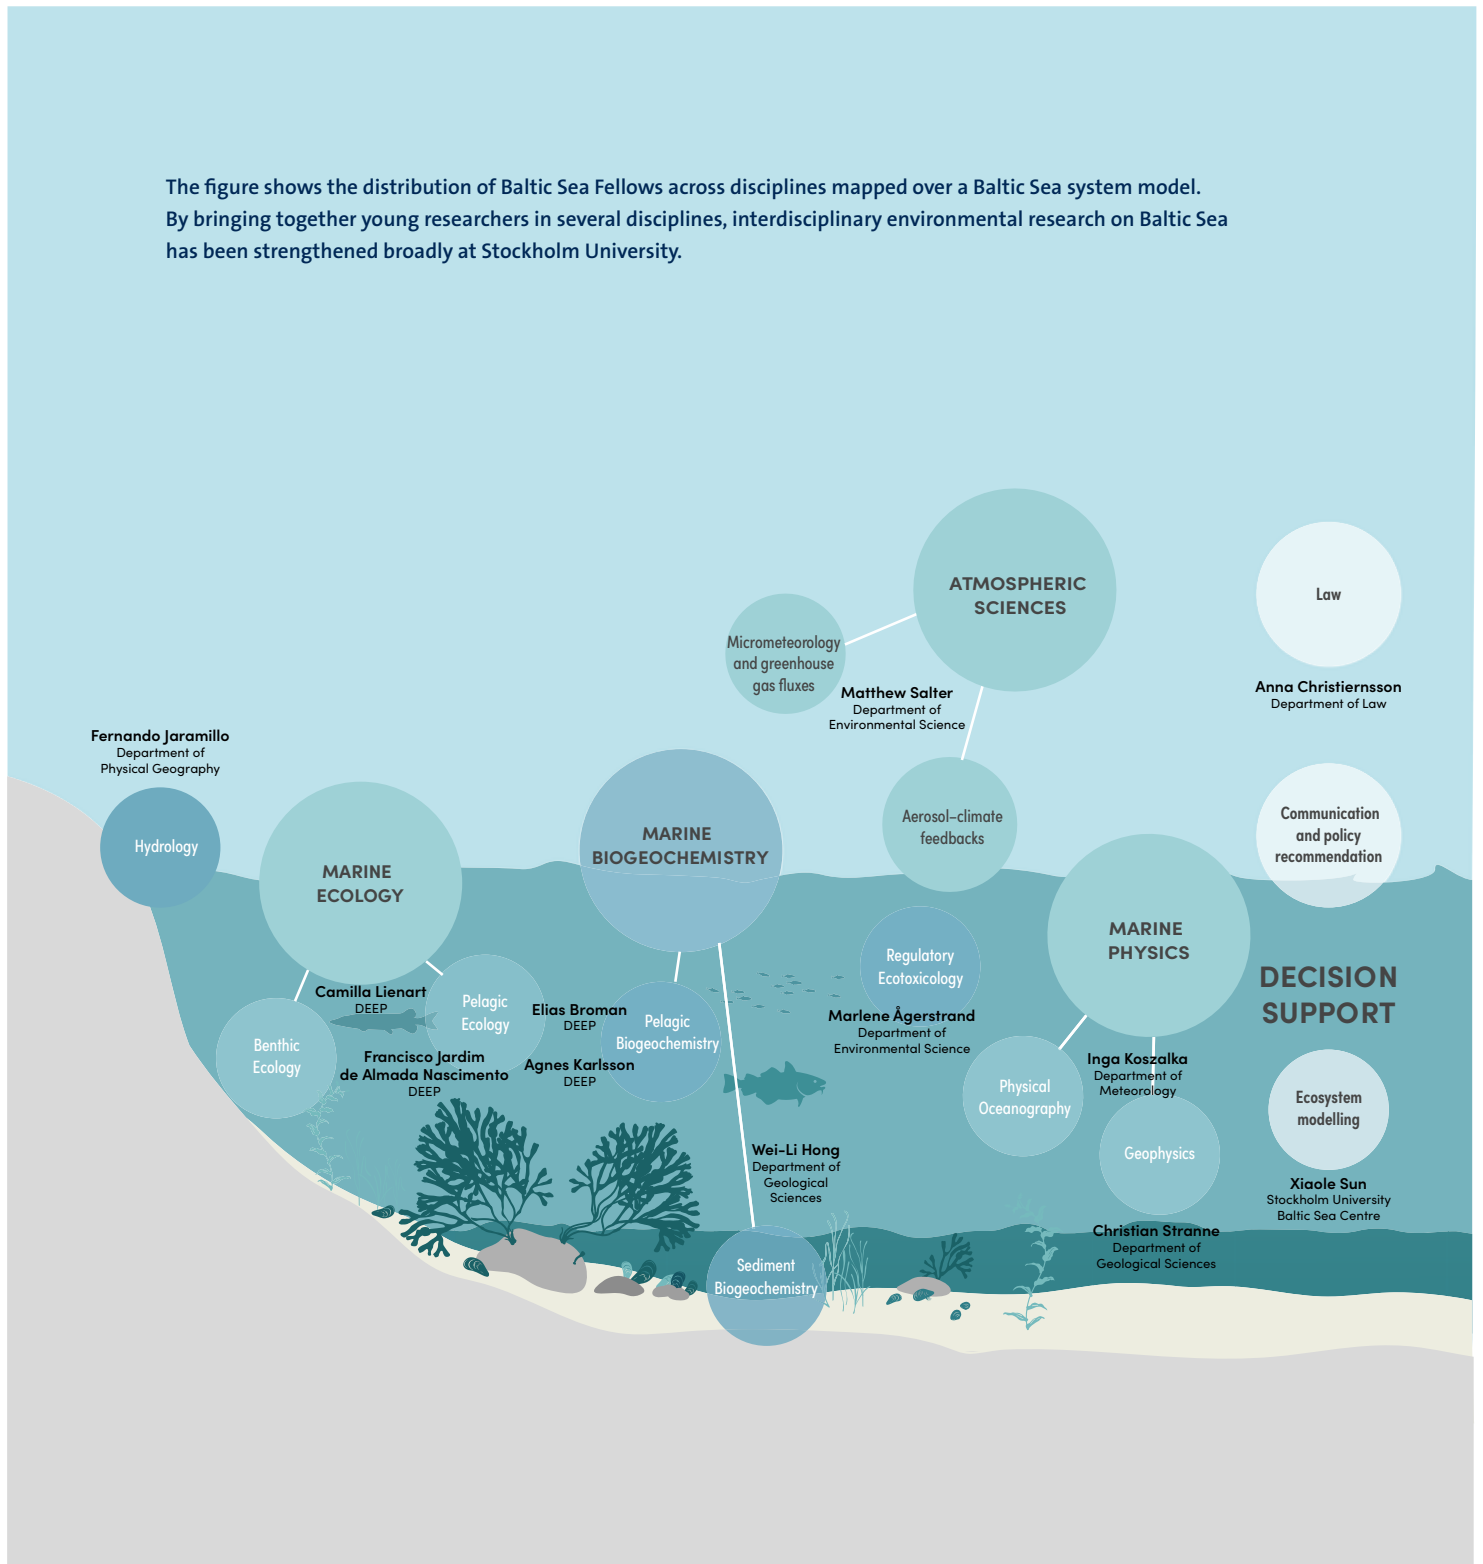 The figure shows the distribution of Baltic Sea Fellows across disciplines mapped over a Baltic Sea system model.
By bringing together young researchers in several disciplines, interdisciplinary environmental research on Baltic Sea
has been strengthened broadly at Stockholm University.
ATMOSPHERIC
SCIENCES
Law
Micrometeorology
and greenhouse
gas fluxes
Matthew Salter
Department of
Environmental Science
Anna Christiernsson
Department of Law
Fernando Jaramillo
Department of
Physical Geography
Hydrology
MARINE
ECOLOGY
MARINE
BIOGEOCHEMISTRY
Aerosol–climate
feedbacks
Communication
and policy
recommendation
MARINE
PHYSICS
DECISION
SUPPORT
Regulatory
Ecotoxicology
Marlene Ågerstrand
Department of
Environmental Science
Camilla Lienart
DEEP
Pelagic
Ecology
Elias Broman
DEEP
Pelagic
Biogeochemistry
Benthic
Ecology
Francisco Jardim
de Almada Nascimento
DEEP
Agnes Karlsson
DEEP
Inga Koszalka
Department of
Meteorology
Physical
Oceanography
Ecosystem
modelling
Wei-Li Hong
Department of
Geological
Sciences
Geophysics
Xiaole Sun
Stockholm University
Baltic Sea Centre
Christian Stranne
Department of
Geological Sciences
Sediment
Biogeochemistry